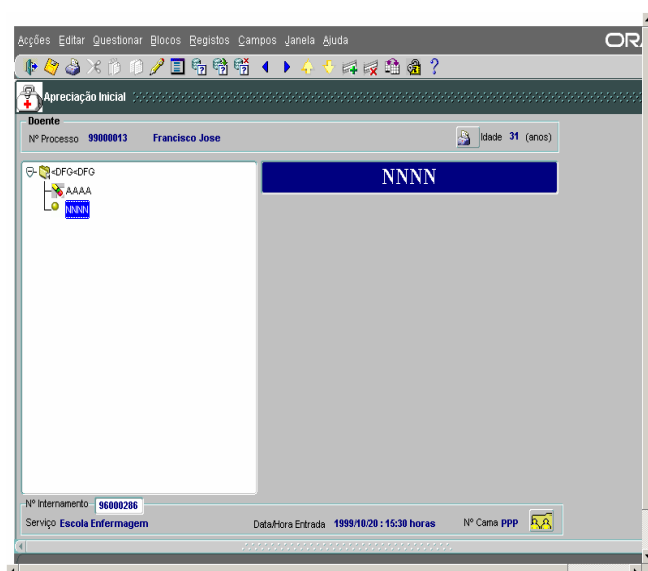 Acções Editar Questionar Blocos Registos Campos Janela Ajuda
ORA
Apreciação Inicial
Doente
Nº Processo 99000013 Francisco Jose Idade 31 (anos)
<DFG<DFG
AAAA
NNNN
NNNN
Nº Internamento 96000286
Serviço Escola Enfermagem Data/Hora Entrada 1999/10/20 : 15:30 horas Nº Cama PPP